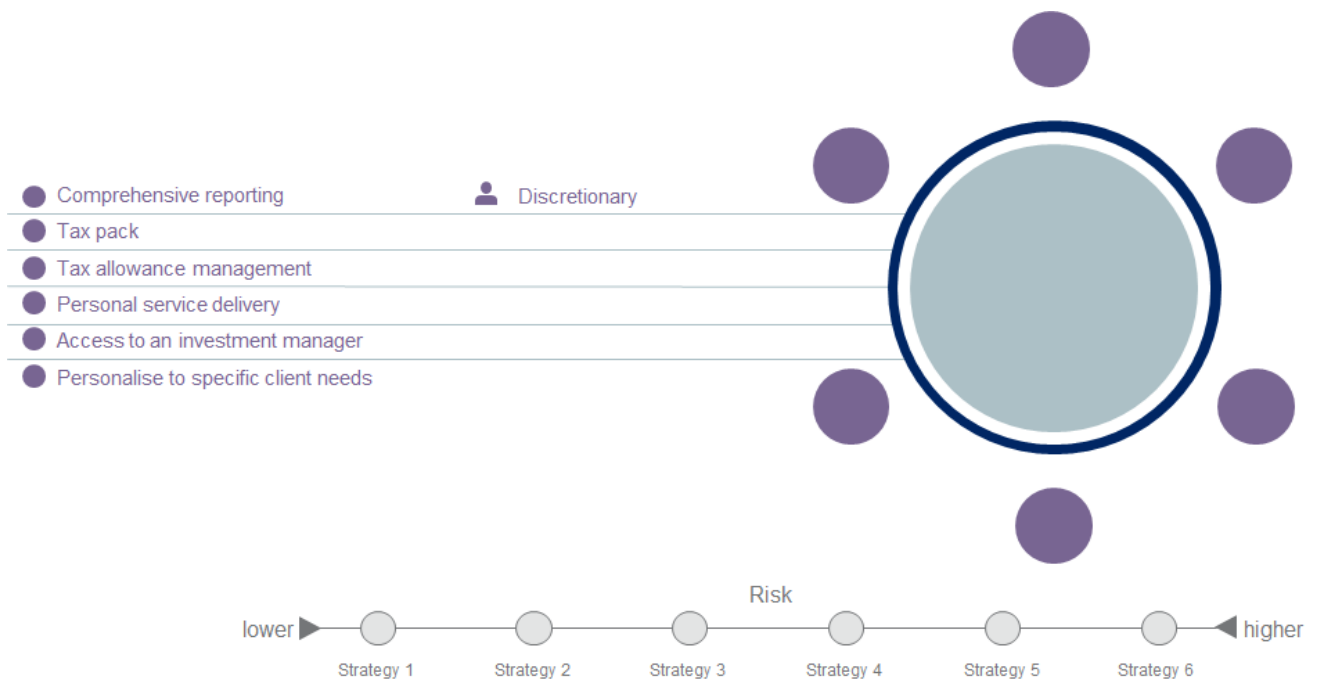 Comprehensive reporting
Discretionary
Tax pack
Tax allowance management
Personal service delivery
Access to an investment manager
Personalise to specific client needs
Risk
lower
higher
Strategy 1
Strategy 2
Strategy 3
Strategy 4
Strategy 5
Strategy 6